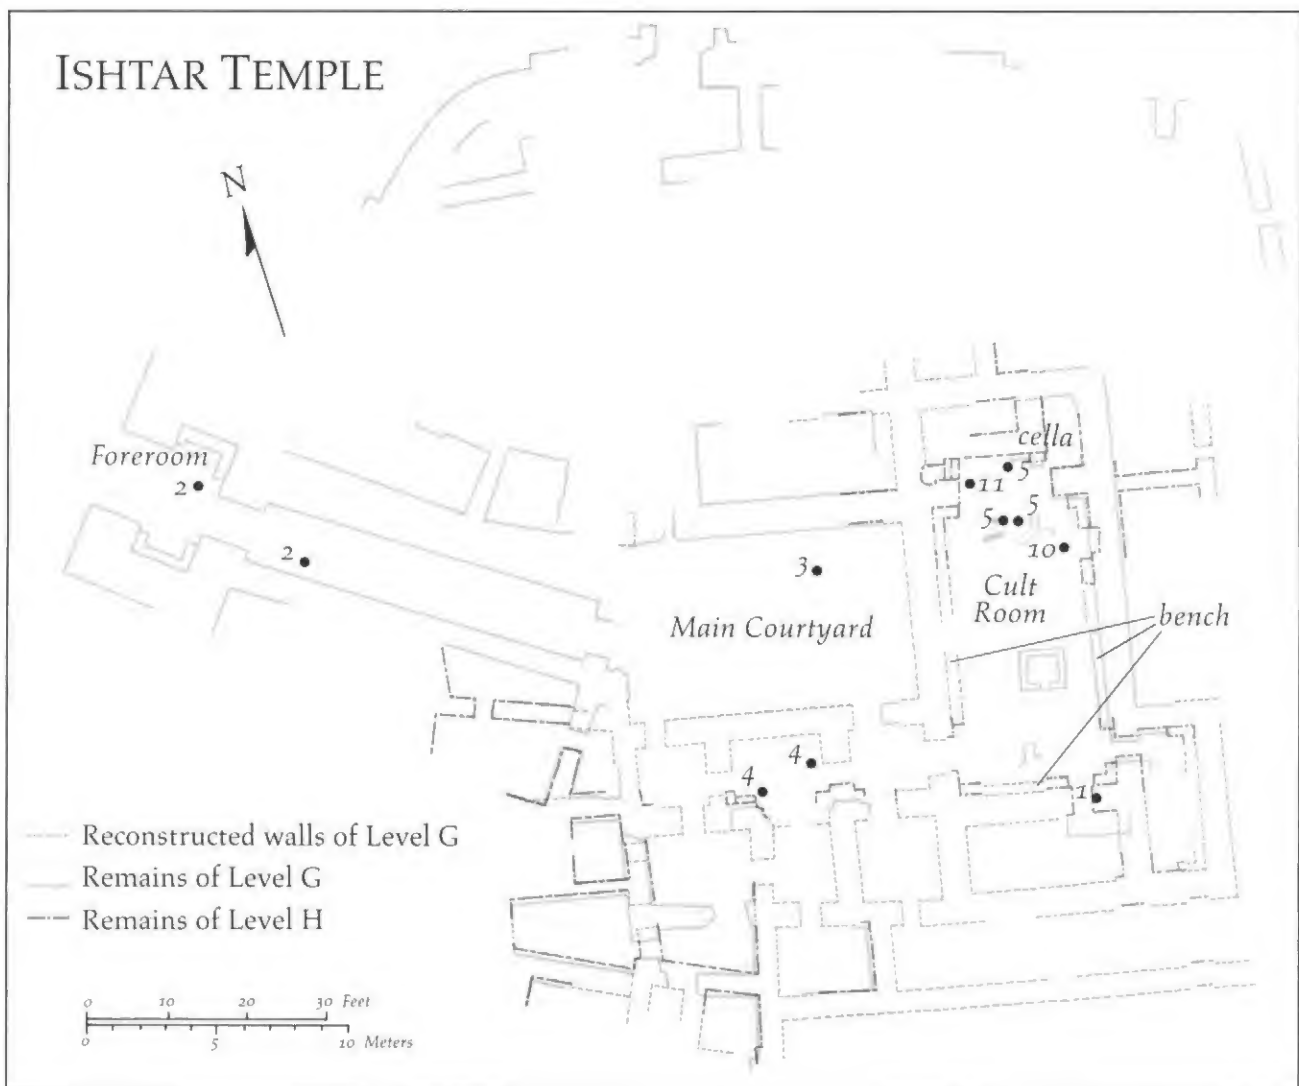 ISHTAR TEMPLE
N
Foreroom
2
2
cella
5
11
5
5
10
3
Cult
Room
Main Courtyard
bench
4
4
1
Reconstructed walls of Level G
Remains of Level G
Remains of Level H
0 10 20 30 Feet
0 5 10 Meters